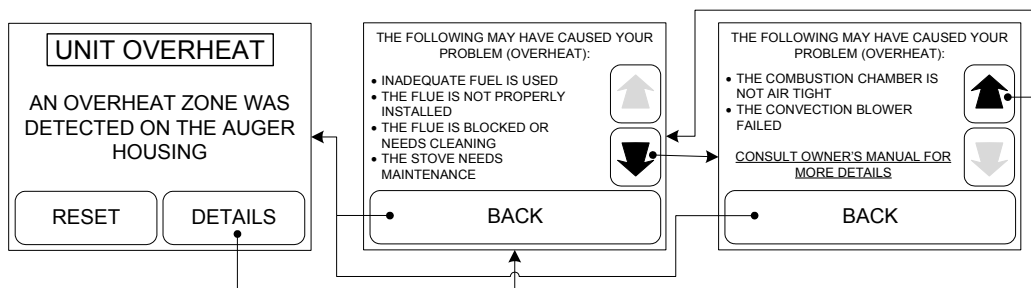 UNIT OVERHEAT
AN OVERHEAT ZONE WAS
DETECTED ON THE AUGER
HOUSING
RESET
DETAILS
THE FOLLOWING MAY HAVE CAUSED YOUR
PROBLEM (OVERHEAT):
• INADEQUATE FUEL IS USED
• THE FLUE IS NOT PROPERLY
INSTALLED
• THE FLUE IS BLOCKED OR
NEEDS CLEANING
• THE STOVE NEEDS
MAINTENANCE
BACK
THE FOLLOWING MAY HAVE CAUSED YOUR
PROBLEM (OVERHEAT):
• THE COMBUSTION CHAMBER IS
NOT AIR TIGHT
• THE CONVECTION BLOWER
FAILED
CONSULT OWNER'S MANUAL FOR
MORE DETAILS
BACK